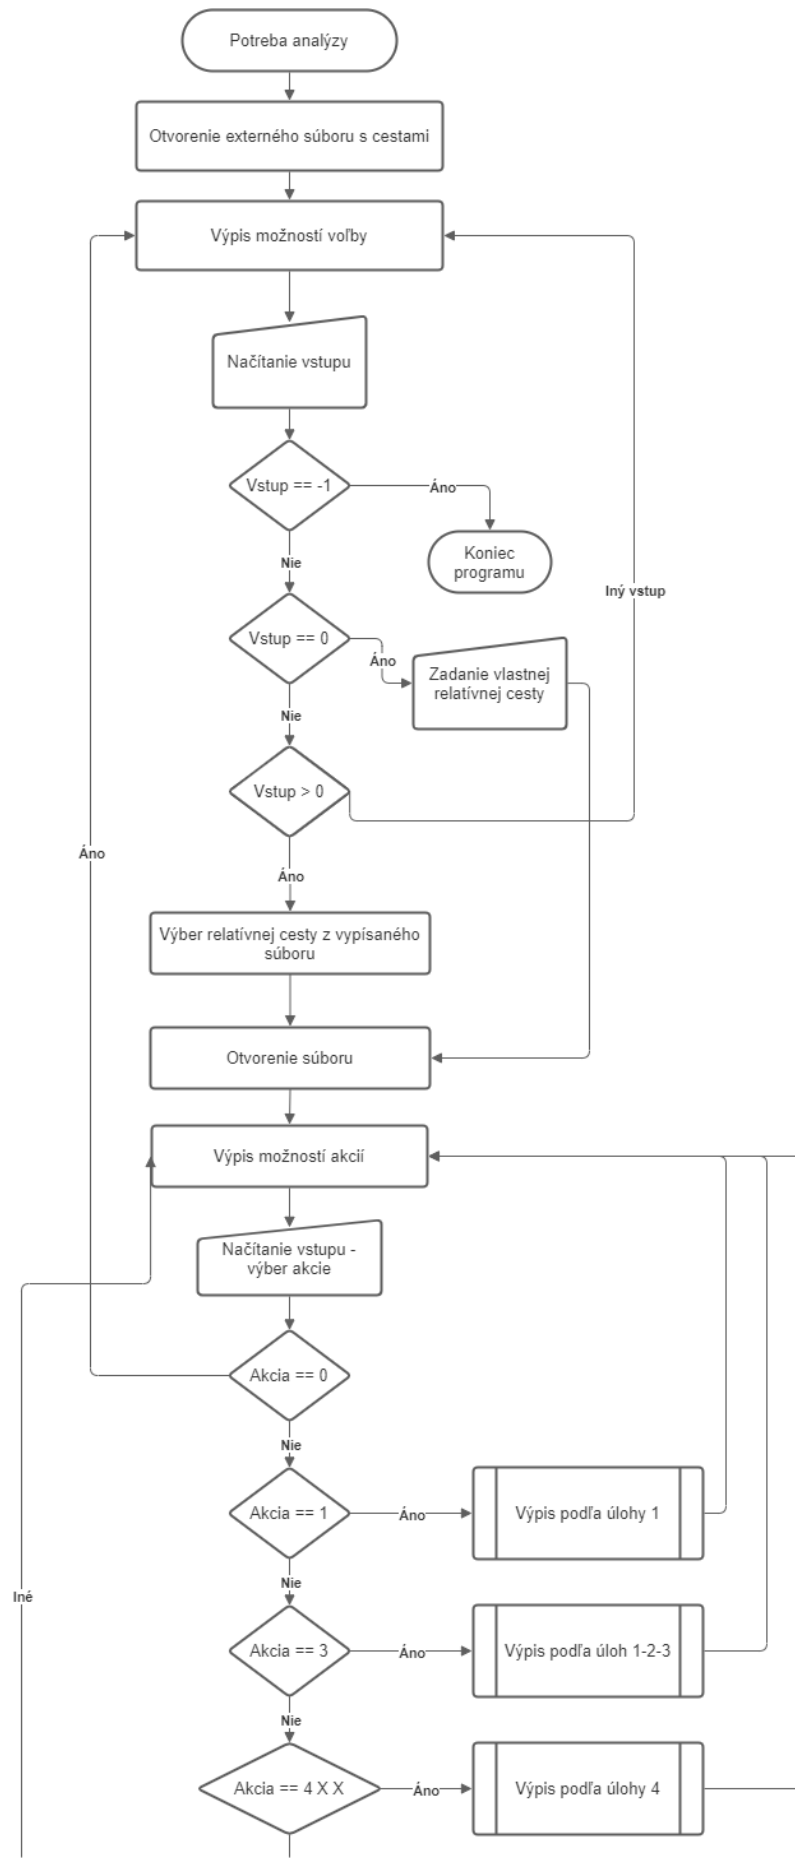 Potreba analýzy
Otvorenie externého súboru s cestami
Výpis možností voľby
Načítanie vstupu
Vstup == -1
Áno
Koniec
programu
Nie
Iný vstup
Vstup == 0
Áno
Zadanie vlastnej
relatívnej cesty
Nie
Vstup > 0
Áno
Áno
Výber relatívnej cesty z vypísaného
súboru
Otvorenie súboru
Výpis možností akcií
Načítanie vstupu -
výber akcie
Akcia == 0
Nie
Akcia == 1
Áno
Výpis podľa úlohy 1
Nie
Iné
Akcia == 3
Áno
Výpis podľa úloh 1-2-3
Nie
Akcia == 4 X X
Áno
Výpis podľa úlohy 4